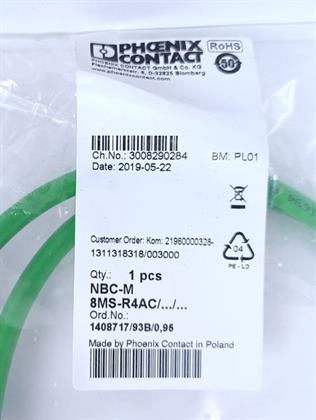 PHOENIX CONTACT
RoHS
PHOENIX CONTACT GmbH & Co. KG
Flachsmarktstr. 8, D-32825 Blomberg
www.phoenixcontact.com
50
Ch.No.: 3008290284 BM: PL01
Date: 2019-05-22
Customer Order: Kom: 21960000328-
1311318318/003000
04
PE-LD
Qty.: 1 pcs
NBC-M
8MS-R4AC/.../...
Ord.No.:
1408717/93B/0,95
Made by Phoenix Contact in Poland